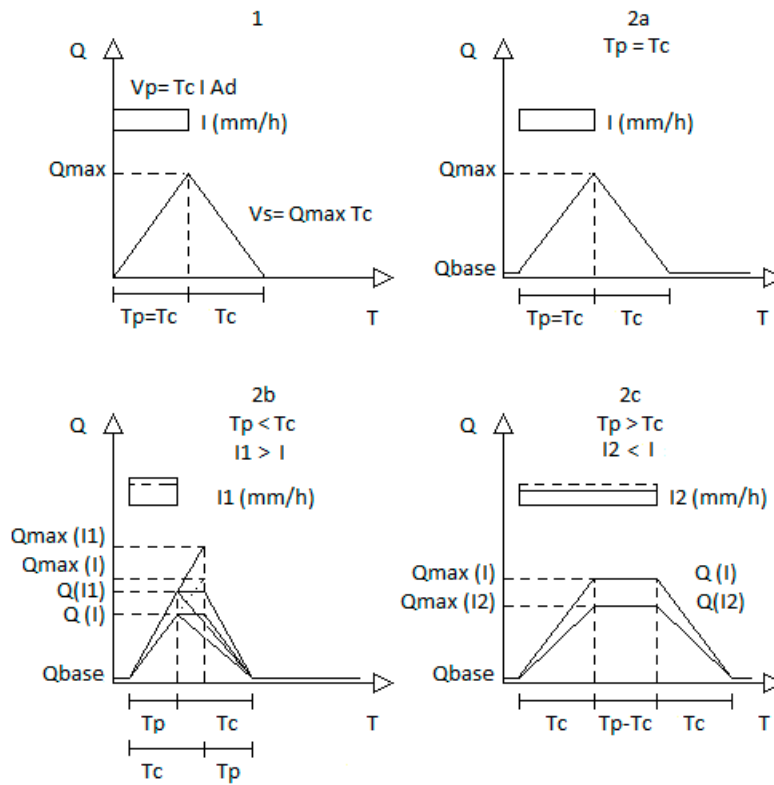 1
Q
Vp= Tc I Ad
I (mm/h)
Qmax
Vs= Qmax Tc
Tp=Tc
Tc
T
2a
Tp = Tc
Q
I (mm/h)
Qmax
Qbase
Tp=Tc
Tc
T
2b
Tp < Tc
I1 > I
Q
I1 (mm/h)
Qmax (I1)
Qmax (I)
Q(I1)
Q (I)
Qbase
Tp
Tc
T
Tc
Tp
2c
Tp > Tc
I2 < I
Q
I2 (mm/h)
Qmax (I)
Q (I)
Qmax (I2)
Q(I2)
Qbase
Tc
Tp-Tc
Tc
T